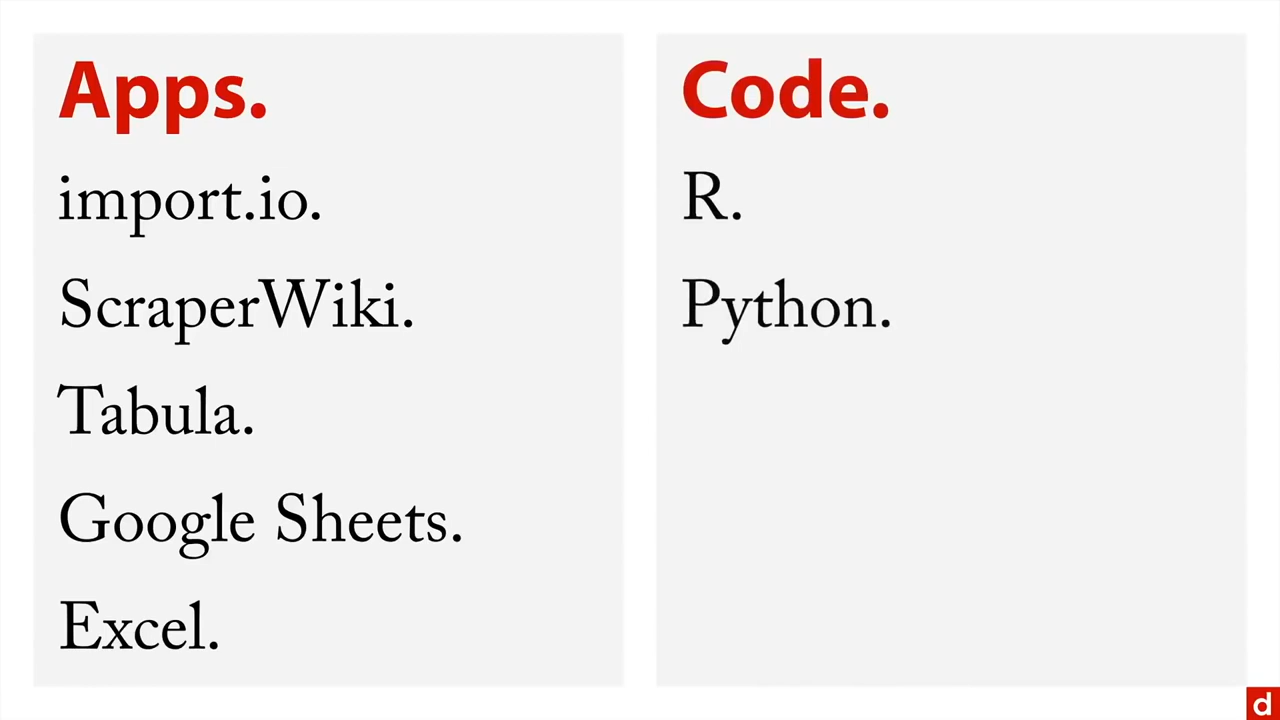 Apps.
import.io.
ScraperWiki.
Tabula.
Google Sheets.
Excel.
Code.
R.
Python.
d